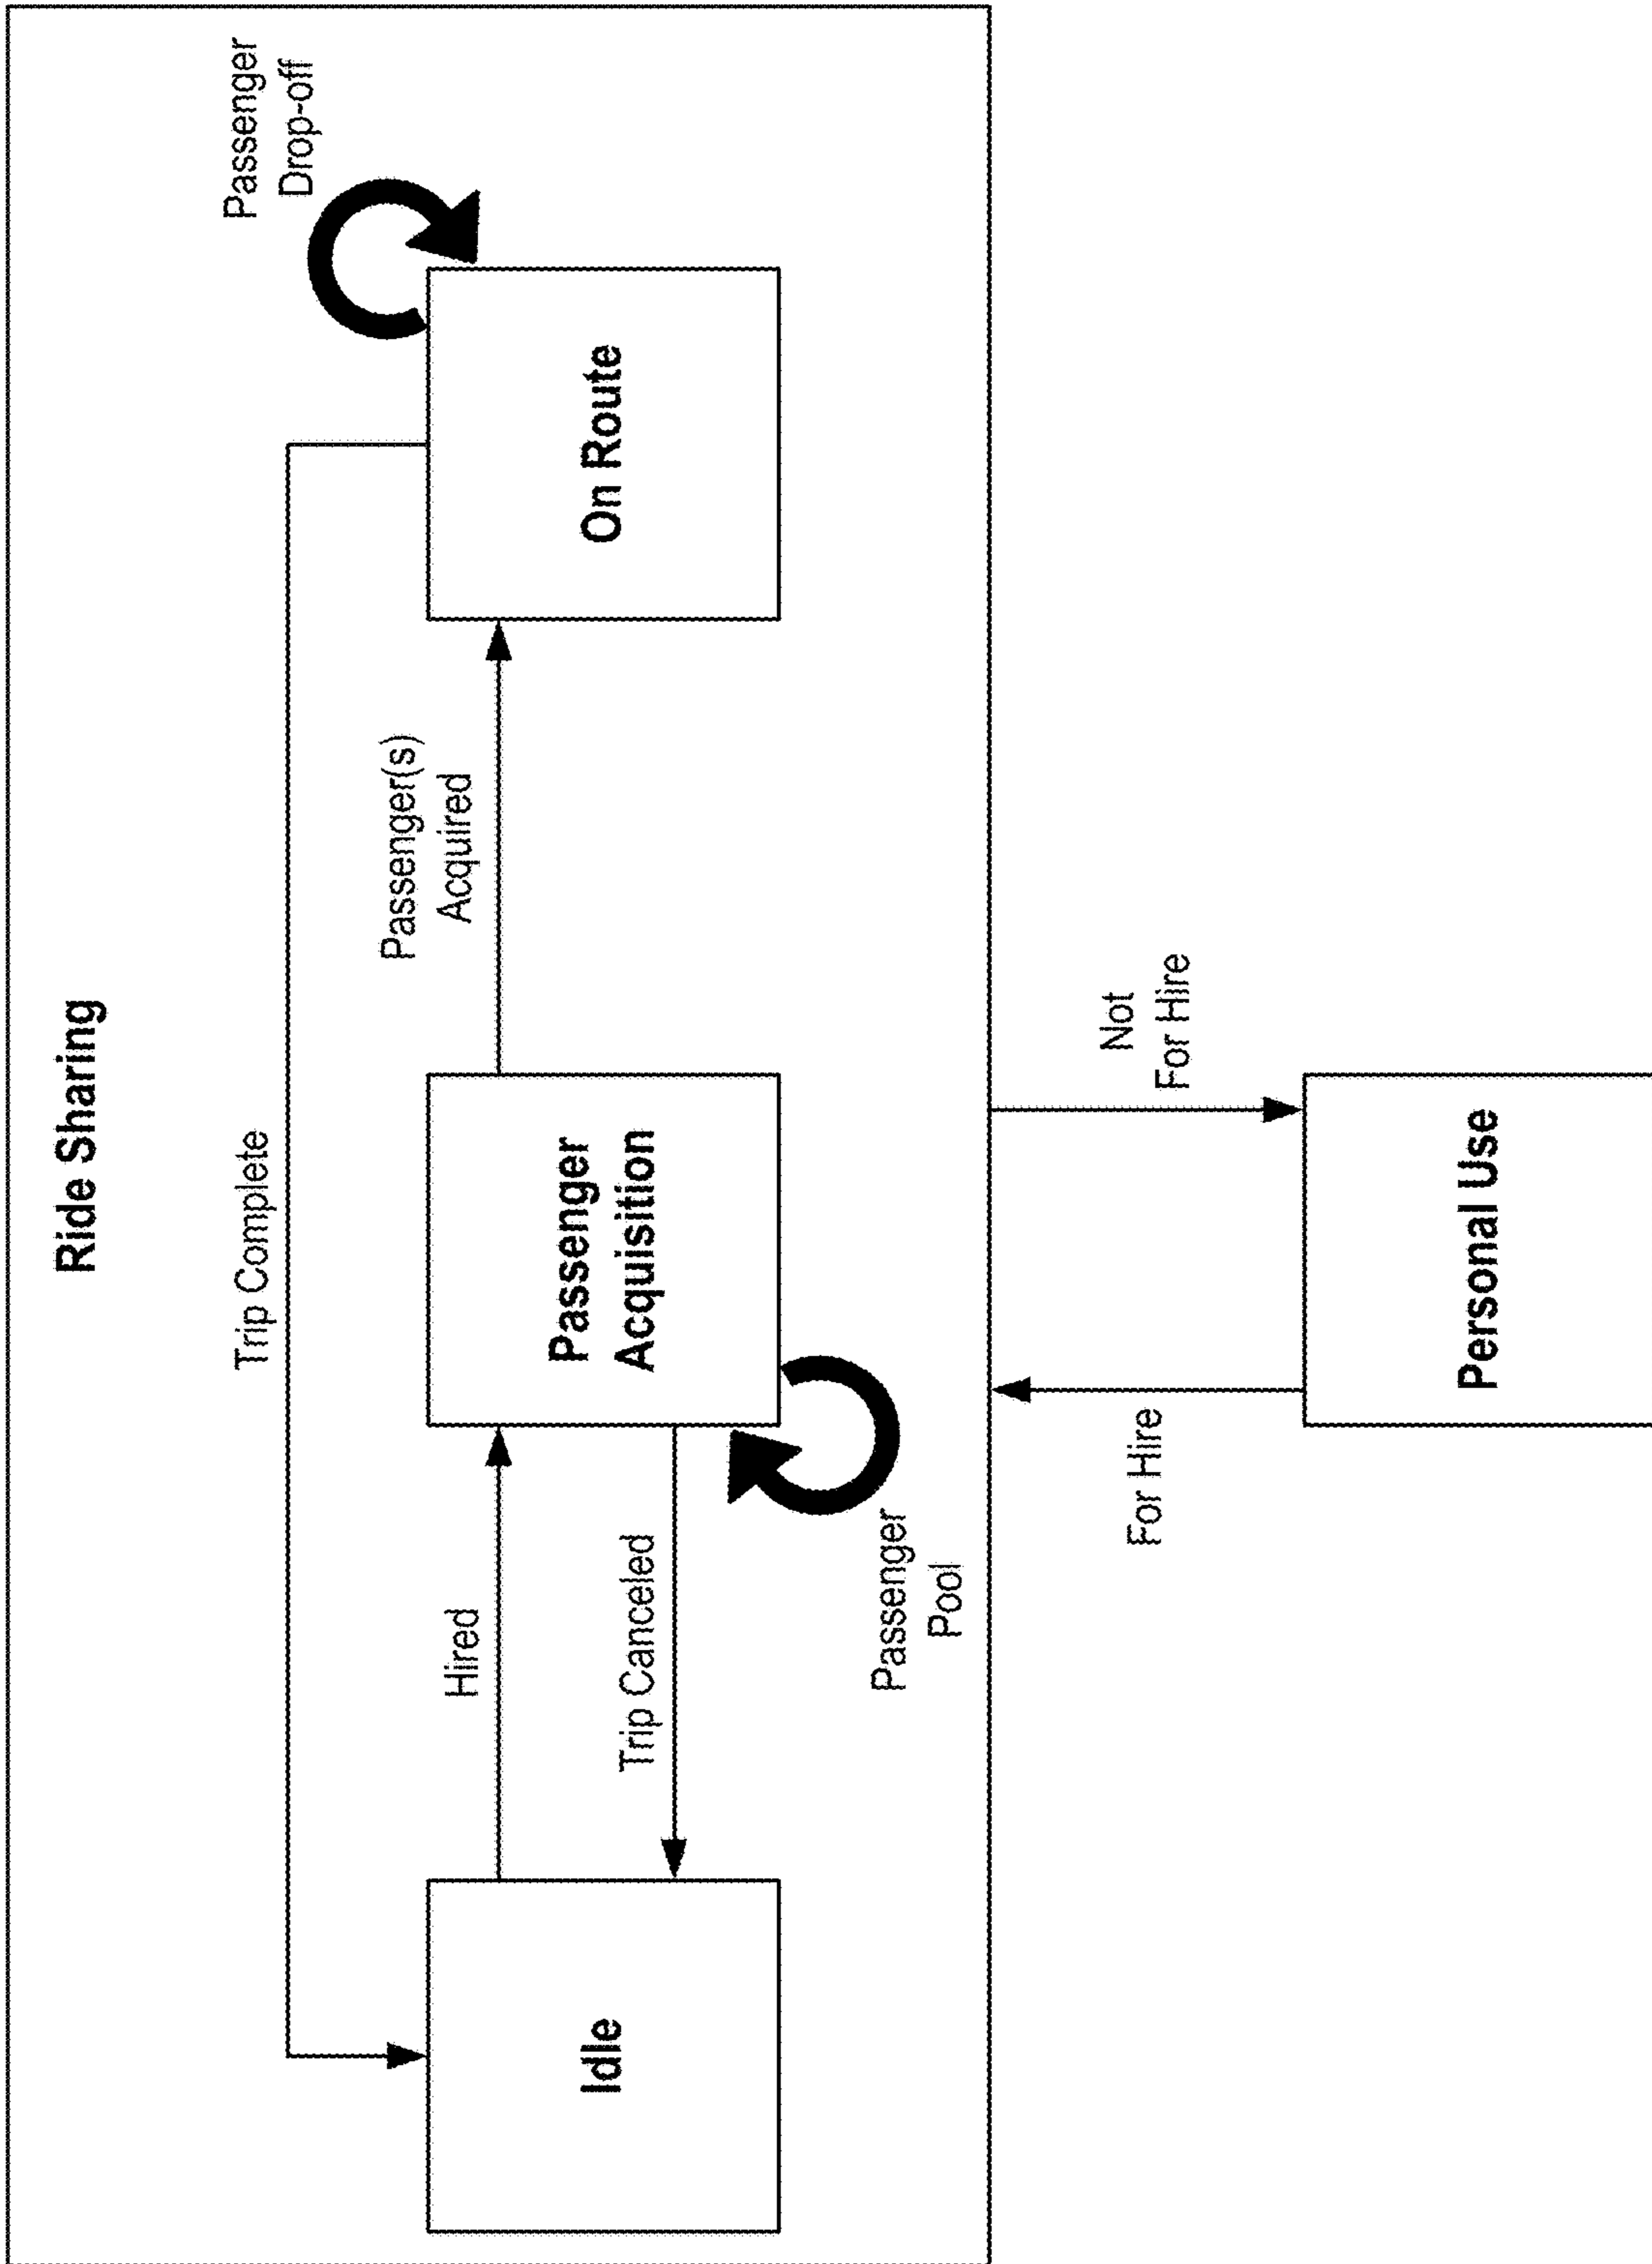 Ride Sharing
Trip Complete
Passenger
Drop-off
Hired
Passenger(s)
Acquired
Idle
Passenger
Acquisition
On Route
Trip Canceled
Passenger
Pool
For Hire
Not
For Hire
Personal Use